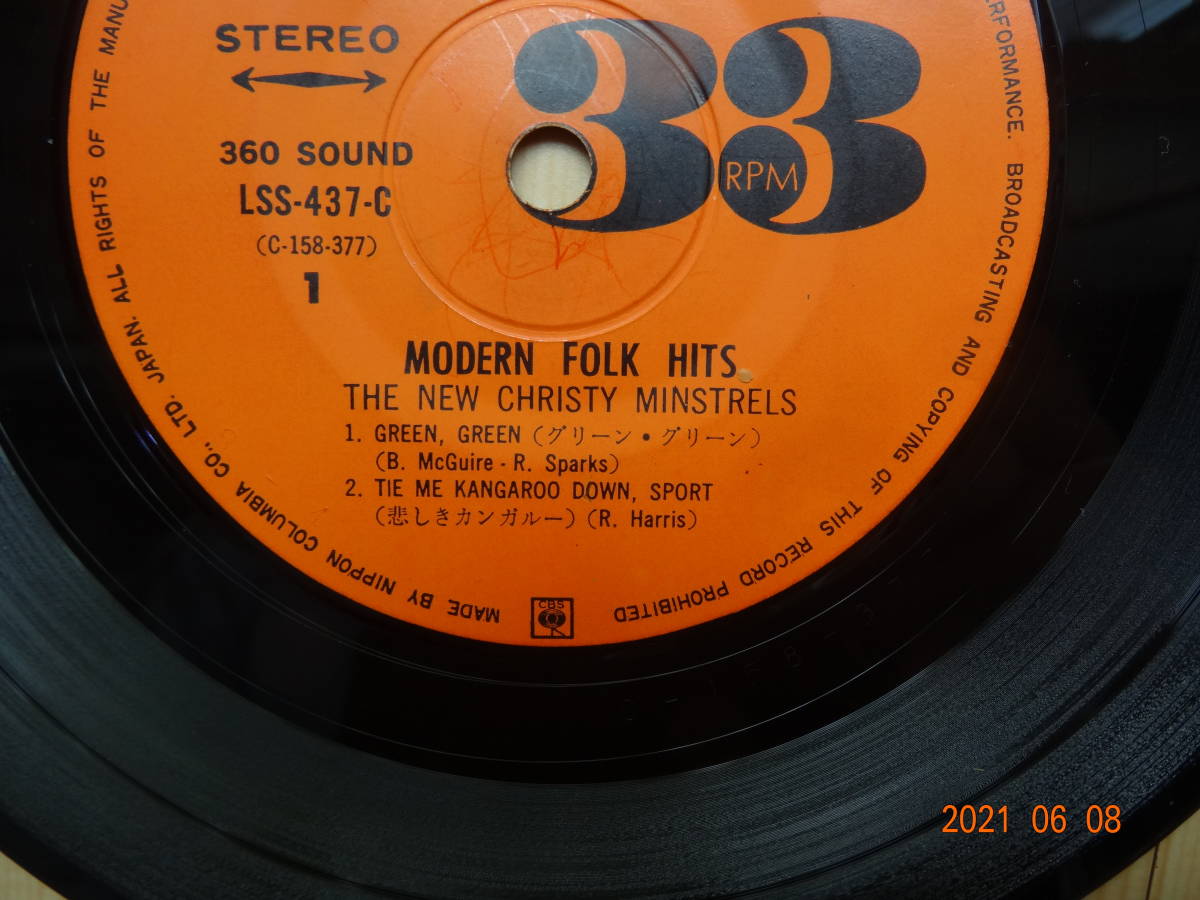 STEREO
33
RPM
360 SOUND
LSS-437-C
(C-158-377)
1
MODERN FOLK HITS
THE NEW CHRISTY MINSTRELS
1. GREEN, GREEN (グリーン・グリーン)
(B. McGuire - R. Sparks)
2. TIE ME KANGAROO DOWN, SPORT
(悲しきカンガルー) (R. Harris)
MADE BY NIPPON COLUMBIA CO., LTD. JAPAN. ALL RIGHTS OF THE
BROADCASTING AND COPYING OF THIS RECORD PROHIBITED
CBS
2021 06 08